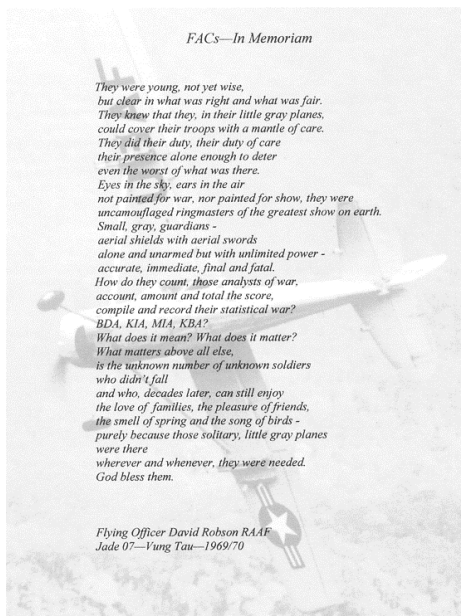 FACs—In Memoriam
They were young, not yet wise,
but clear in what was right and what was fair.
They knew that they, in their little gray planes,
could cover their troops with a mantle of care.
They did their duty, their duty of care
their presence alone enough to deter
even the worst of what was there.
Eyes in the sky, ears in the air
not painted for war, nor painted for show, they were
uncamouflaged ringmasters of the greatest show on earth.
Small, gray, guardians -
aerial shields with aerial swords
alone and unarmed but with unlimited power -
accurate, immediate, final and fatal.
How do they count, those analysts of war,
account, amount and total the score,
compile and record their statistical war?
BDA, KIA, MIA, KBA?
What does it mean? What does it matter?
What matters above all else,
is the unknown number of unknown soldiers
who didn't fall
and who, decades later, can still enjoy
the love of families, the pleasure of friends,
the smell of spring and the song of birds -
purely because those solitary, little gray planes
were there
wherever and whenever, they were needed.
God bless them.
Flying Officer David Robson RAAF
Jade 07—Vung Tau—1969/70